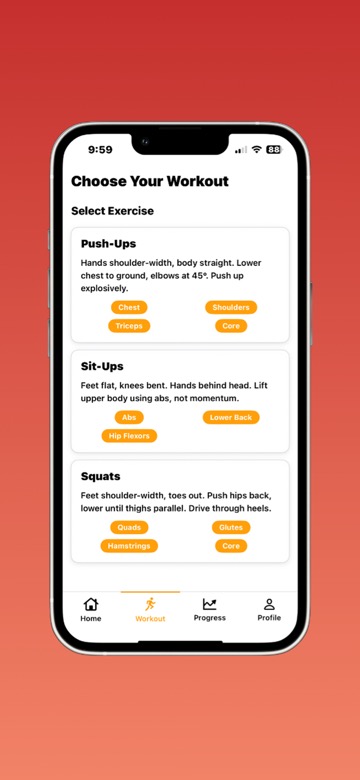 9:59
88
Choose Your Workout
Select Exercise
Push-Ups
Hands shoulder-width, body straight. Lower
chest to ground, elbows at 45°. Push up
explosively.
Chest Shoulders
Triceps Core
Sit-Ups
Feet flat, knees bent. Hands behind head. Lift
upper body using abs, not momentum.
Abs Lower Back
Hip Flexors
Squats
Feet shoulder-width, toes out. Push hips back,
lower until thighs parallel. Drive through heels.
Quads Glutes
Hamstrings Core
Home Workout Progress Profile